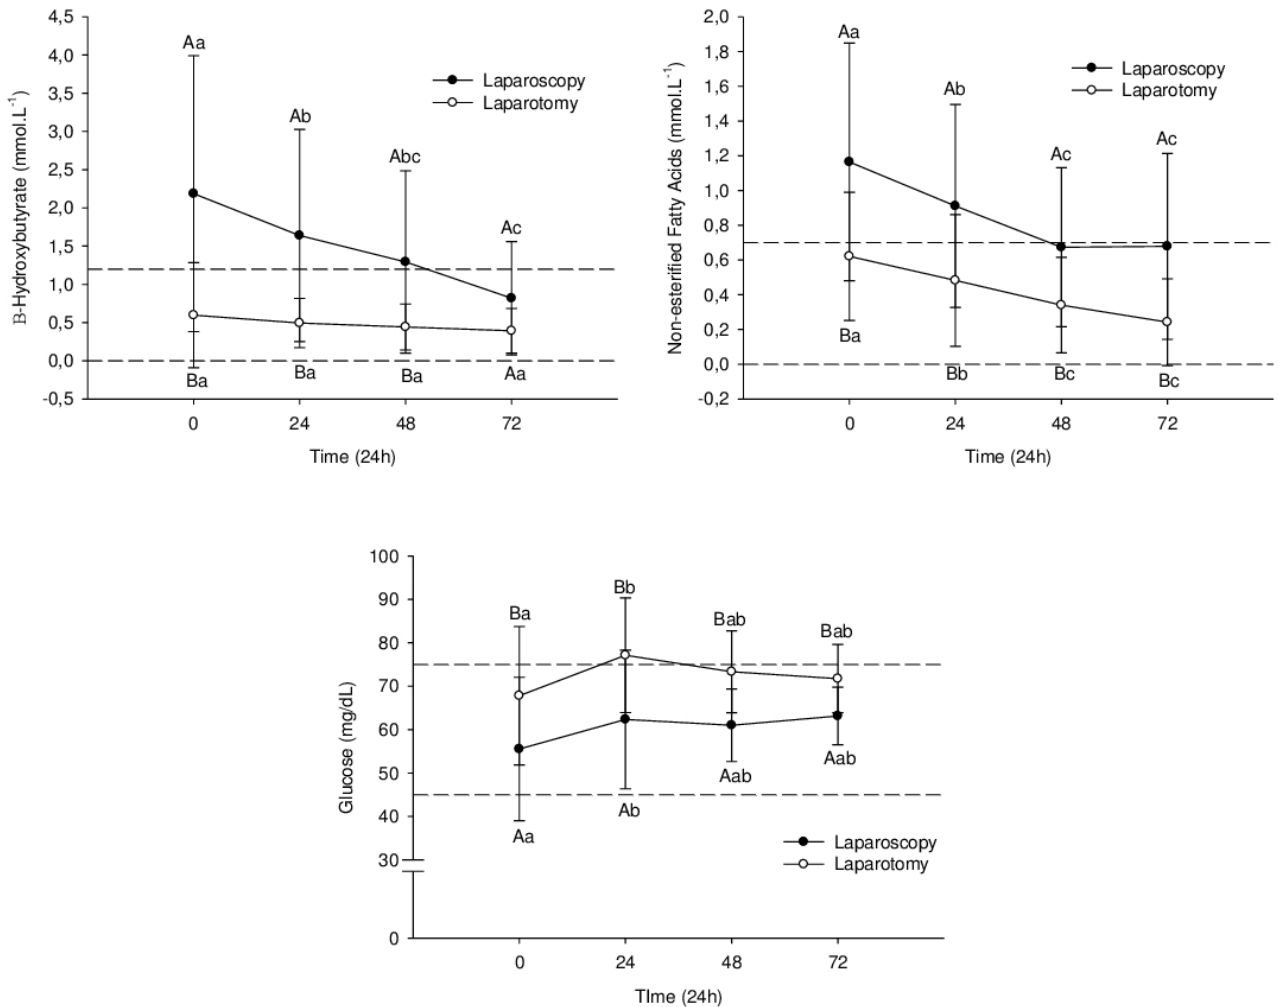 4,5
4,0
3,5
3,0
2,5
2,0
1,5
1,0
0,5
0,0
-0,5
Β-Hydroxybutyrate (mmol.L-1)
Aa
Ab
Abc
Ac
Laparoscopy
Laparotomy
Ba
Ba
Ba
Aa
0
24
48
72
Time (24h)
2,0
1,8
1,6
1,4
1,2
1,0
0,8
0,6
0,4
0,2
0,0
-0,2
Non-esterified Fatty Acids (mmol.L-1)
Aa
Ab
Ac
Ac
Laparoscopy
Laparotomy
Ba
Bb
Bc
Bc
0
24
48
72
Time (24h)
100
90
80
70
60
50
40
30
0
Glucose (mg/dL)
Ba
Bb
Bab
Bab
Aa
Ab
Aab
Aab
Laparoscopy
Laparotomy
0
24
48
72
TIme (24h)